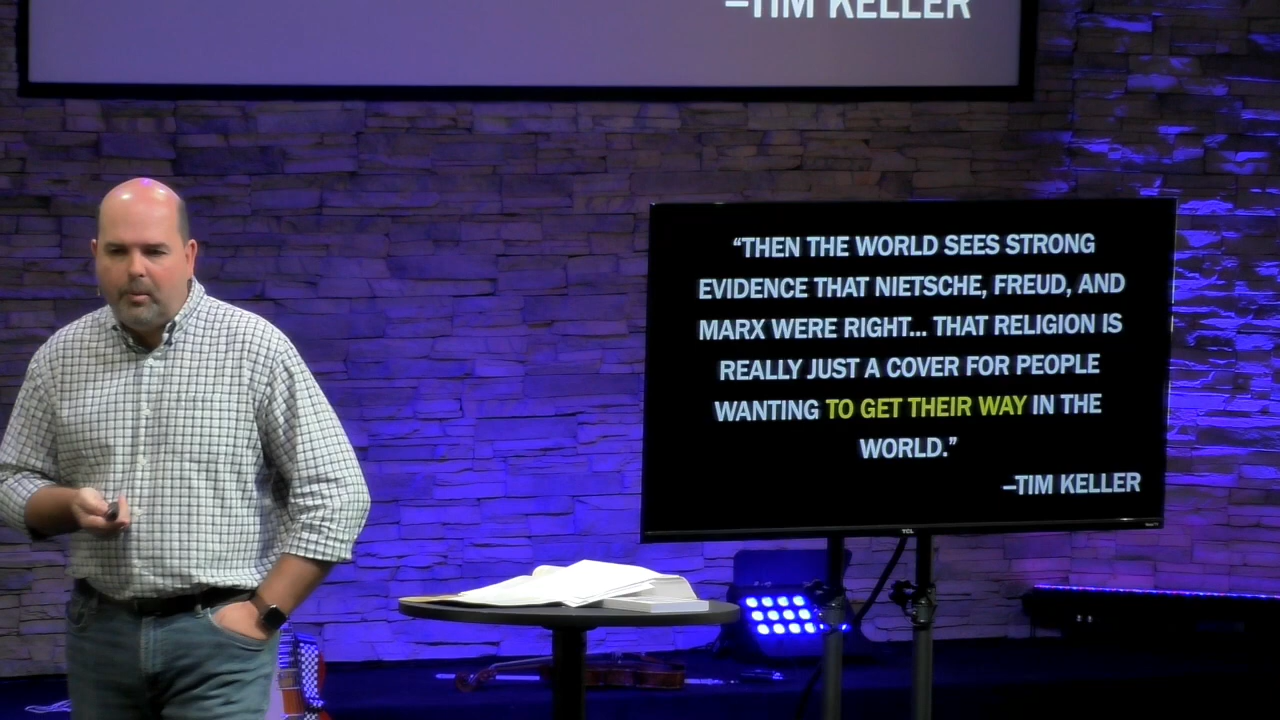 –TIM KELLER
“THEN THE WORLD SEES STRONG
EVIDENCE THAT NIETSCHE, FREUD, AND
MARX WERE RIGHT... THAT RELIGION IS
REALLY JUST A COVER FOR PEOPLE
WANTING TO GET THEIR WAY IN THE
WORLD.”
–TIM KELLER
TCL